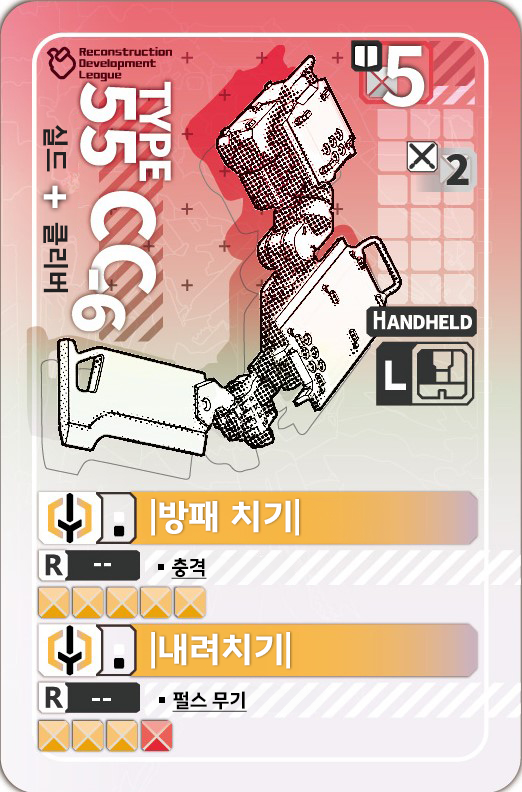 Reconstruction
Development
League
TYPE
55 CC-6
실드 + 클리버
5
2
HANDHELD
L
|방패 치기|
R -- ▪ 충격
|내려치기|
R -- ▪ 펄스 무기